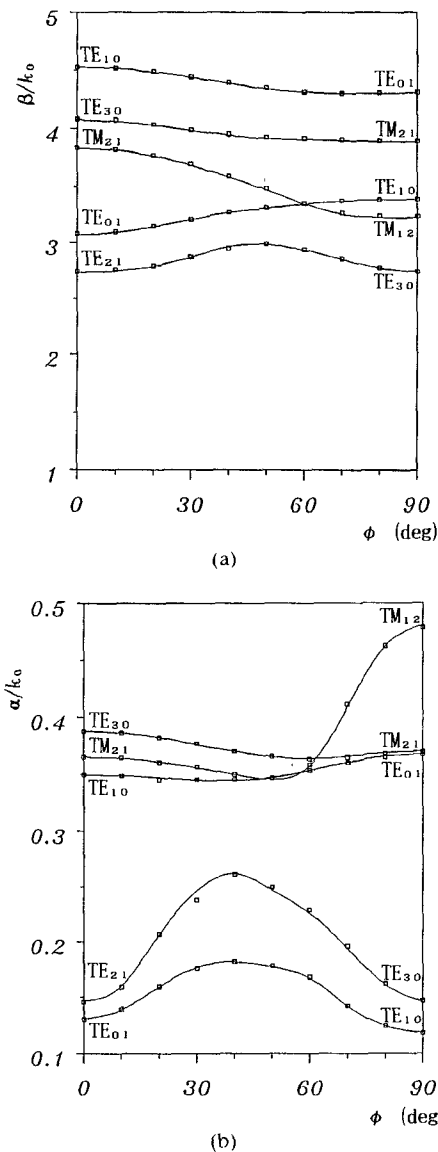 5
β/k₀
TE₁₀
TE₀₁
TE₃₀
4
TM₂₁
TM₂₁
TE₁₀
TE₀₁
3
TM₁₂
TE₂₁
TE₃₀
2
1
0 30 60 90
φ (deg)
(a)
0.5
α/k₀
TM₁₂
0.4
TE₃₀
TM₂₁
TM₂₁
TE₀₁
TE₁₀
0.3
0.2
TE₂₁
TE₃₀
TE₀₁
TE₁₀
0.1
0 30 60 90
φ (deg
(b)